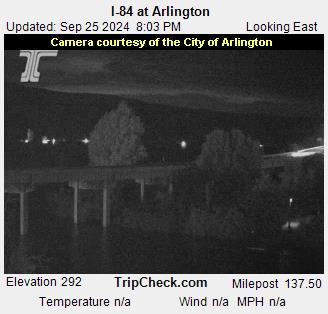 I-84 at Arlington
Updated: Sep 25 2024 8:03 PM Looking East
Camera courtesy of the City of Arlington
Elevation 292 TripCheck.com Milepost 137.50
Temperature n/a Wind n/a MPH n/a